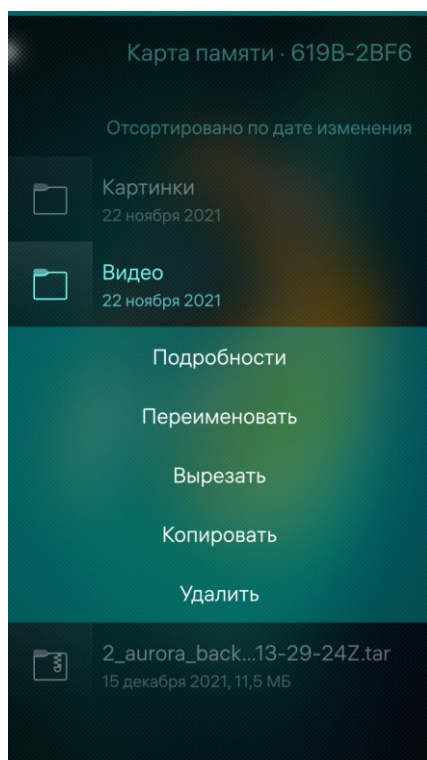 Карта памяти · 619B-2BF6
Отсортировано по дате изменения
Картинки
22 ноября 2021
Видео
22 ноября 2021
Подробности
Переименовать
Вырезать
Копировать
Удалить
2_aurora_back...13-29-24Z.tar
15 декабря 2021, 11,5 МБ